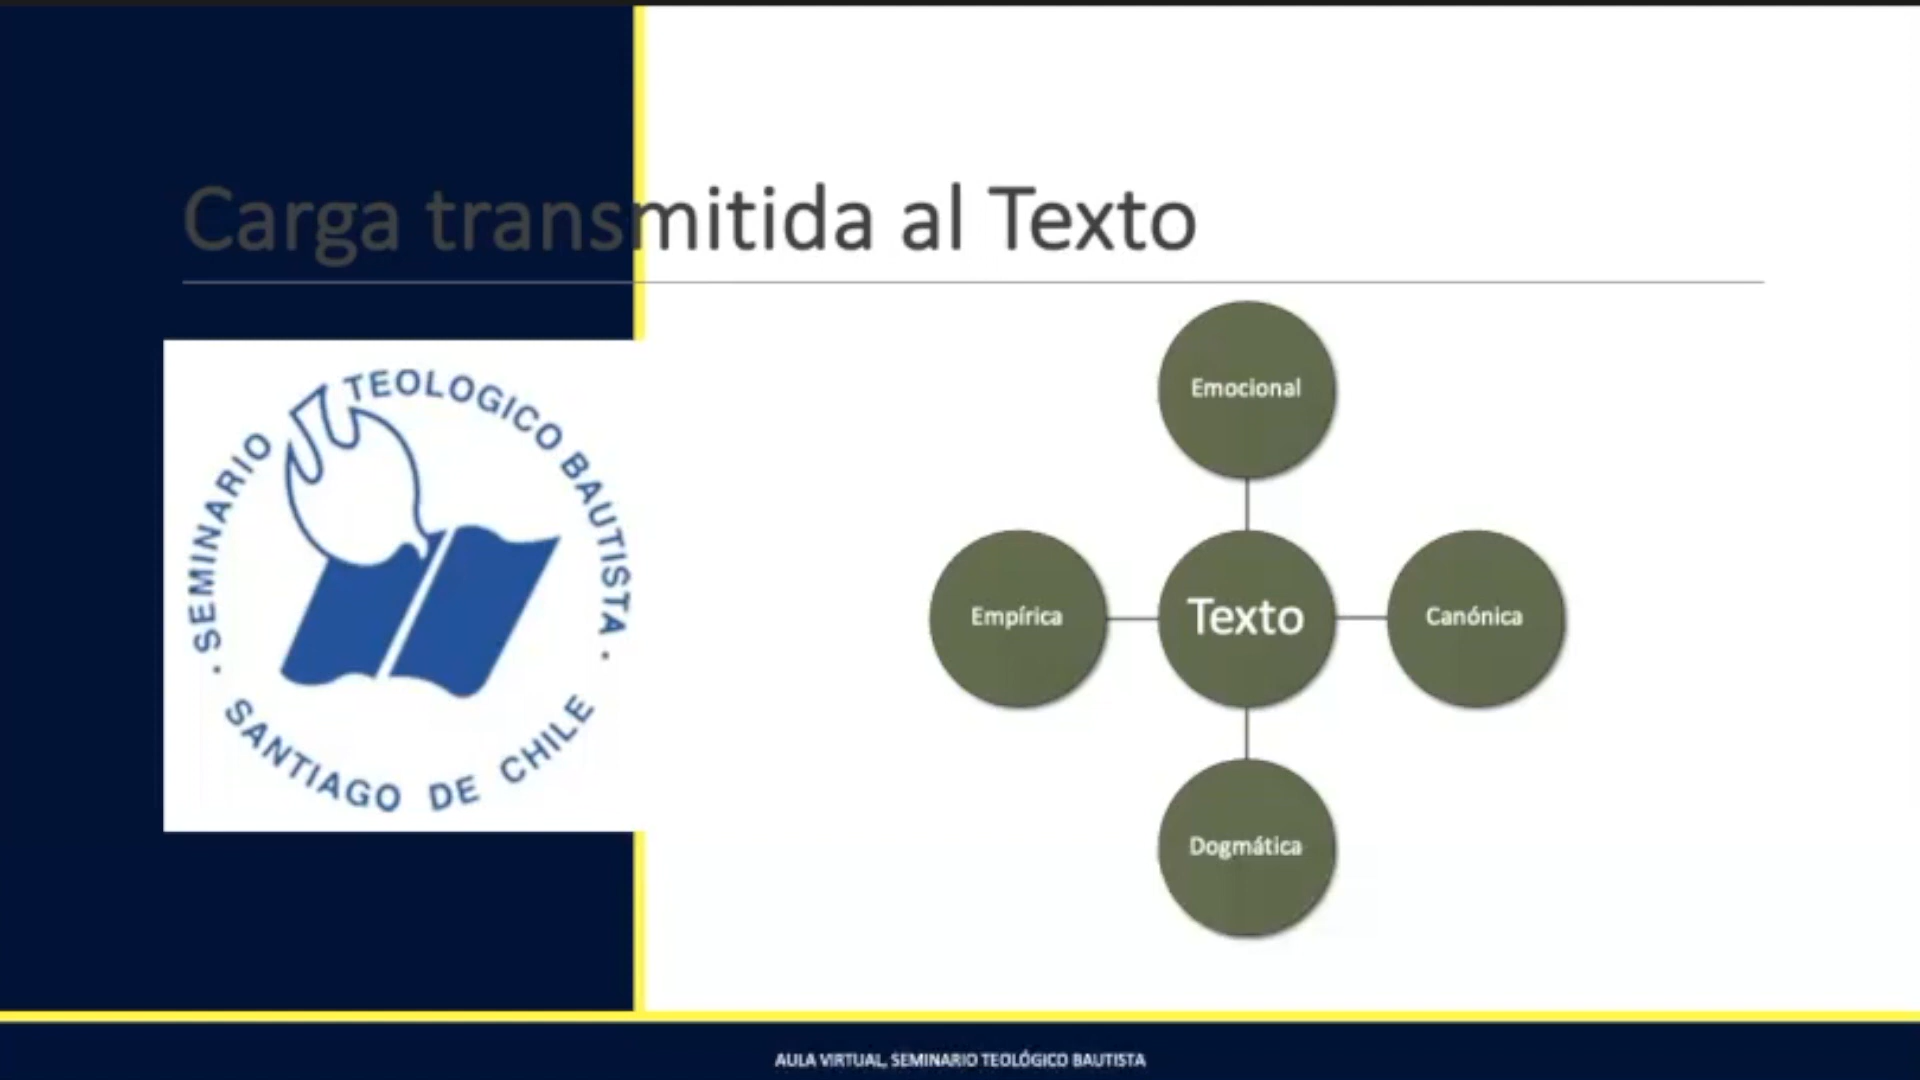 Carga transmitida al Texto
SEMINARIO TEOLOGICO BAUTISTA
SANTIAGO DE CHILE
Emocional
Empírica
Texto
Canónica
Dogmática
AULA VIRTUAL, SEMINARIO TEOLÓGICO BAUTISTA